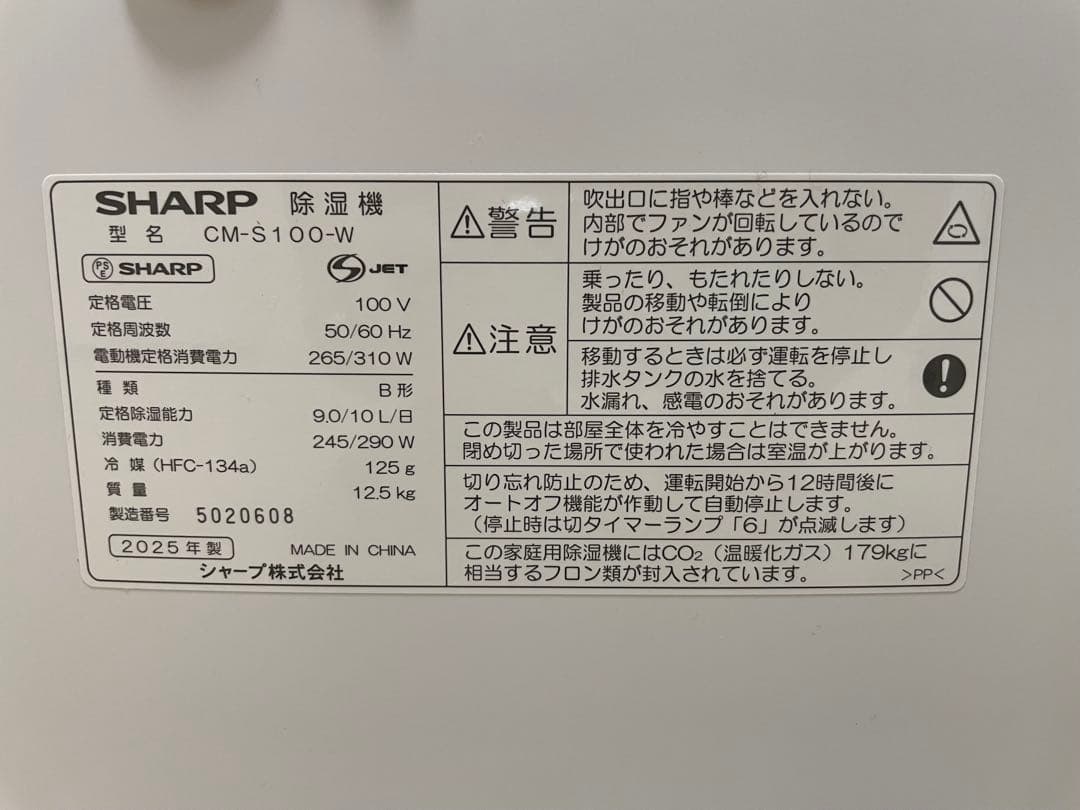 SHARP 除湿機
型名 CM-S100-W
PSE SHARP
S JET
定格電圧 100 V
定格周波数 50/60 Hz
電動機定格消費電力 265/310 W
種類 B形
定格除湿能力 9.0/10 L/日
消費電力 245/290 W
冷媒(HFC-134a) 125 g
質量 12.5 kg
製造番号 5020608
2025年製 MADE IN CHINA
シャープ株式会社
⚠警告
吹出口に指や棒などを入れない。
内部でファンが回転しているので
けがのおそれがあります。
⚠注意
乗ったり、もたれたりしない。
製品の移動や転倒により
けがのおそれがあります。
移動するときは必ず運転を停止し
排水タンクの水を捨てる。
水漏れ、感電のおそれがあります。
この製品は部屋全体を冷やすことはできません。
閉め切った場所で使われた場合は室温が上がります。
切り忘れ防止のため、運転開始から12時間後に
オートオフ機能が作動して自動停止します。
(停止時は切タイマーランプ「6」が点滅します)
この家庭用除湿機にはCO₂(温暖化ガス)179kgに
相当するフロン類が封入されています。 >PP<